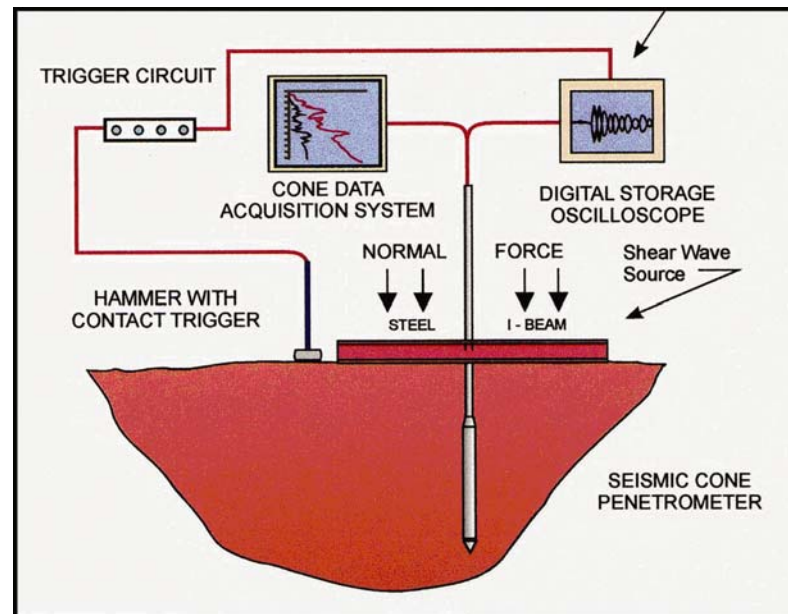 TRIGGER CIRCUIT
CONE DATA
ACQUISITION SYSTEM
DIGITAL STORAGE
OSCILLOSCOPE
NORMAL FORCE
Shear Wave
Source
HAMMER WITH
CONTACT TRIGGER
STEEL I - BEAM
SEISMIC CONE
PENETROMETER